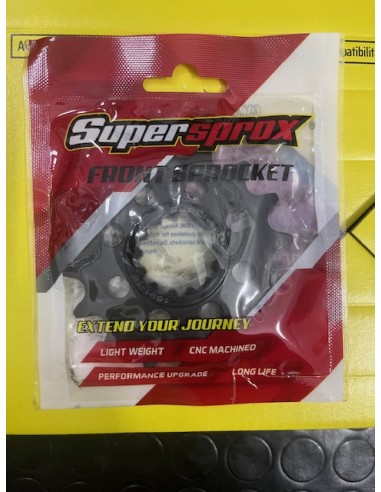 Supersprox®
FRONT SPROCKET
EXTEND YOUR JOURNEY
LIGHT WEIGHT
CNC MACHINED
PERFORMANCE UPGRADE
LONG LIFE